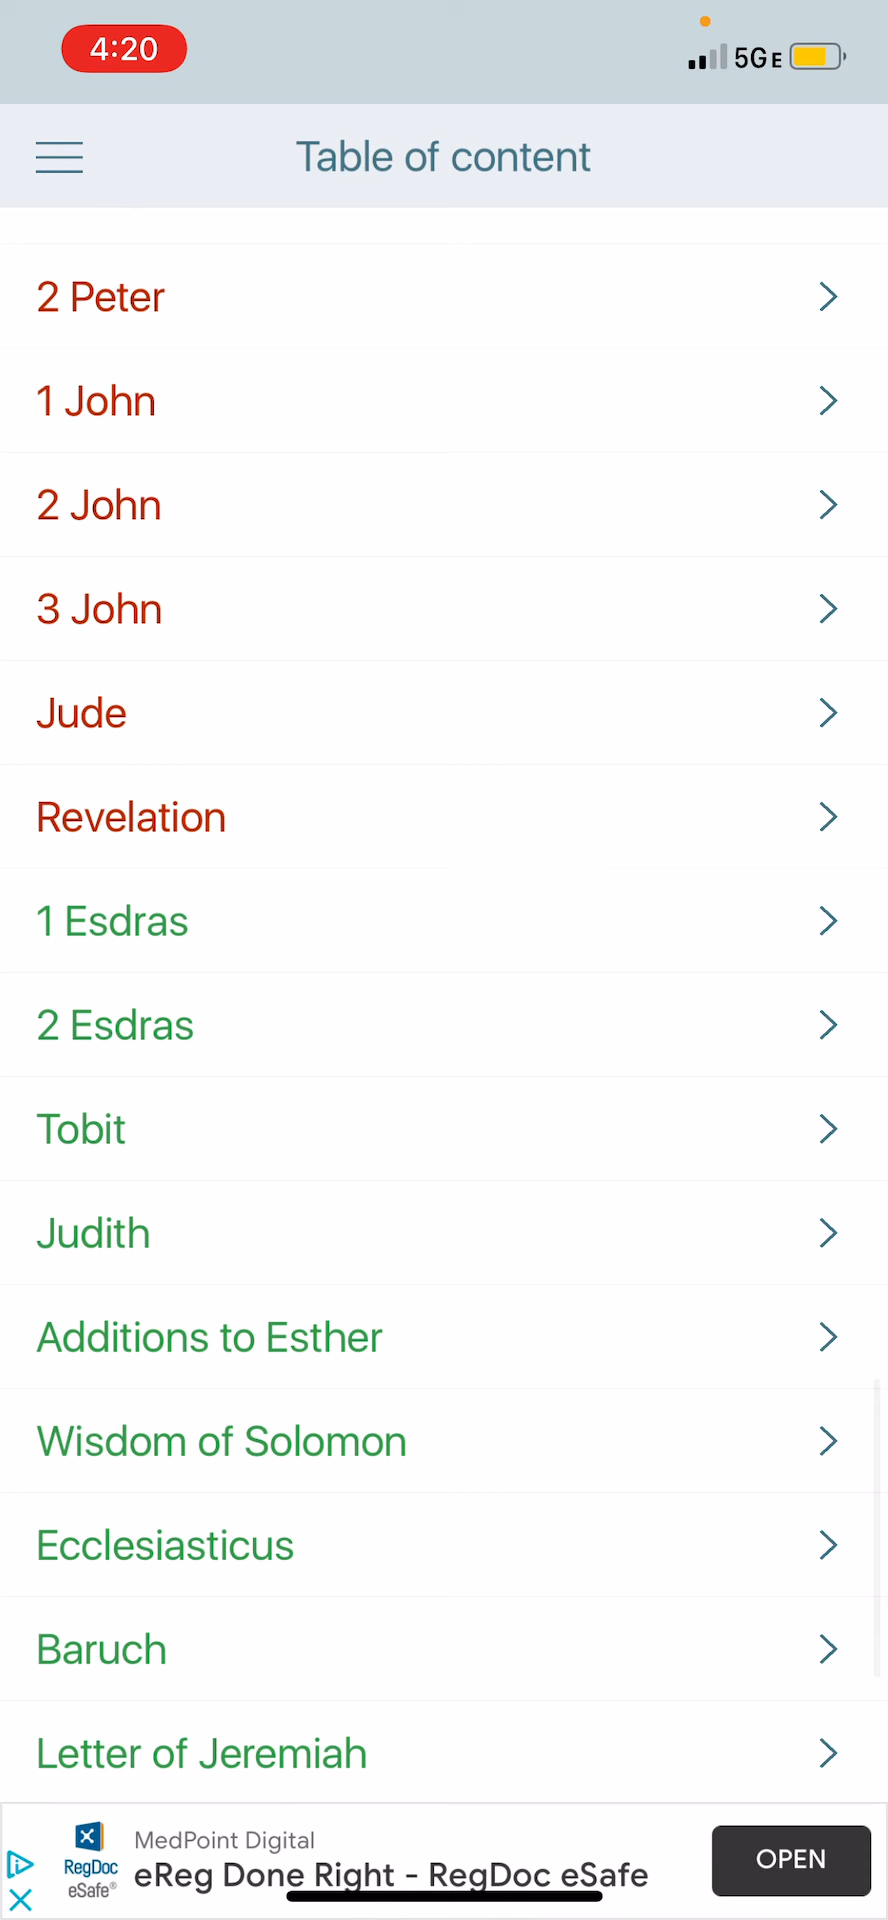 4:20
5GE
Table of content
2 Peter
1 John
2 John
3 John
Jude
Revelation
1 Esdras
2 Esdras
Tobit
Judith
Additions to Esther
Wisdom of Solomon
Ecclesiasticus
Baruch
Letter of Jeremiah
RegDoc
eSafe®
MedPoint Digital
eReg Done Right - RegDoc eSafe
OPEN